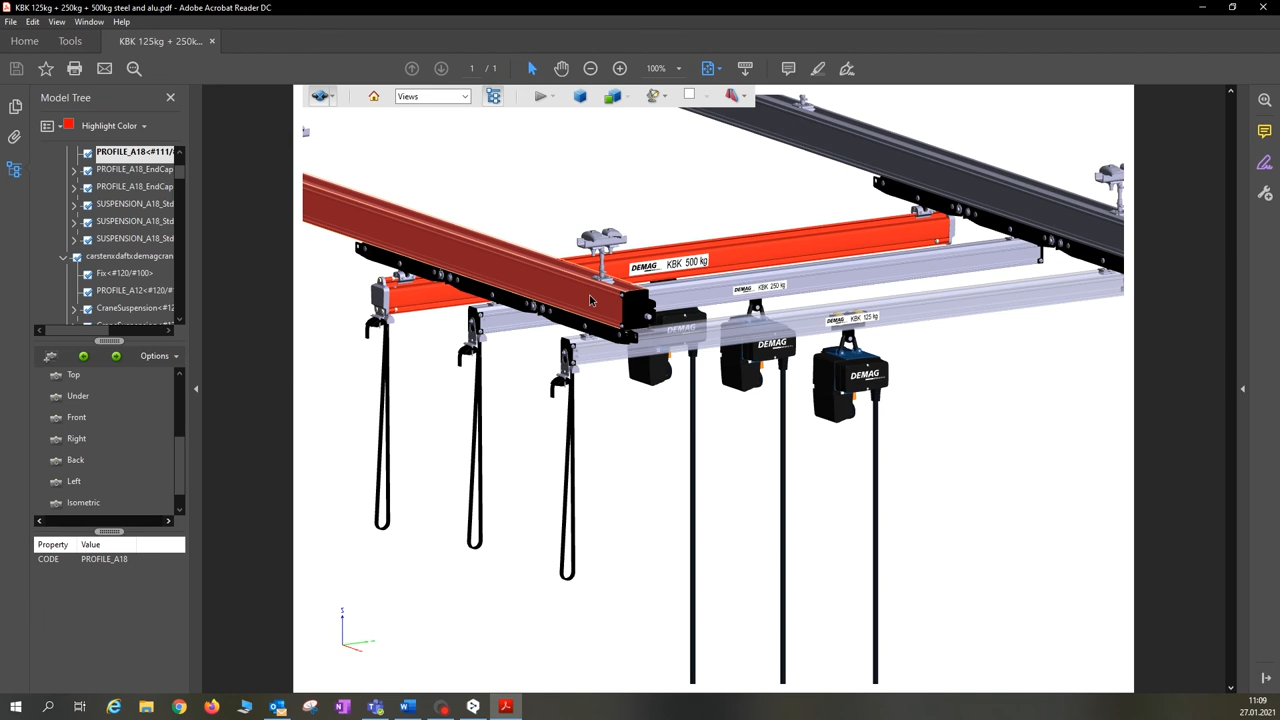 KBK 125kg + 250kg + 500kg steel and alu.pdf - Adobe Acrobat Reader DC
File Edit View Window Help
Home Tools KBK 125kg + 250k... ×
1 / 1 100%
Model Tree
Views
Highlight Color
PROFILE_A18<#111/
PROFILE_A18_EndCap
PROFILE_A18_EndCap
SUSPENSION_A18_Std
SUSPENSION_A18_Std
SUSPENSION_A18_Std
carstenxdaftxdemagcran
Fix<#120/#100>
PROFILE_A12<#120/#
CraneSuspension<#12
Options
Top
Under
Front
Right
Back
Left
Isometric
Property Value
CODE PROFILE_A18
DEMAG KBK 500 kg
DEMAG KBK 250 kg
DEMAG KBK 125 kg
DEMAG
DEMAG
DEMAG
z
11:09
27.01.2021